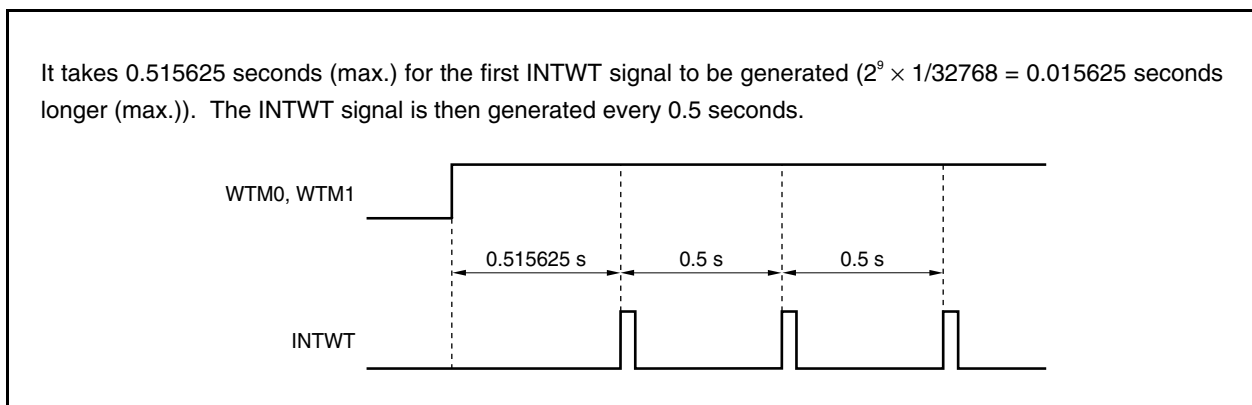 It takes 0.515625 seconds (max.) for the first INTWT signal to be generated (2⁹ × 1/32768 = 0.015625 seconds
longer (max.)).  The INTWT signal is then generated every 0.5 seconds.
WTM0, WTM1
0.515625 s
0.5 s
0.5 s
INTWT